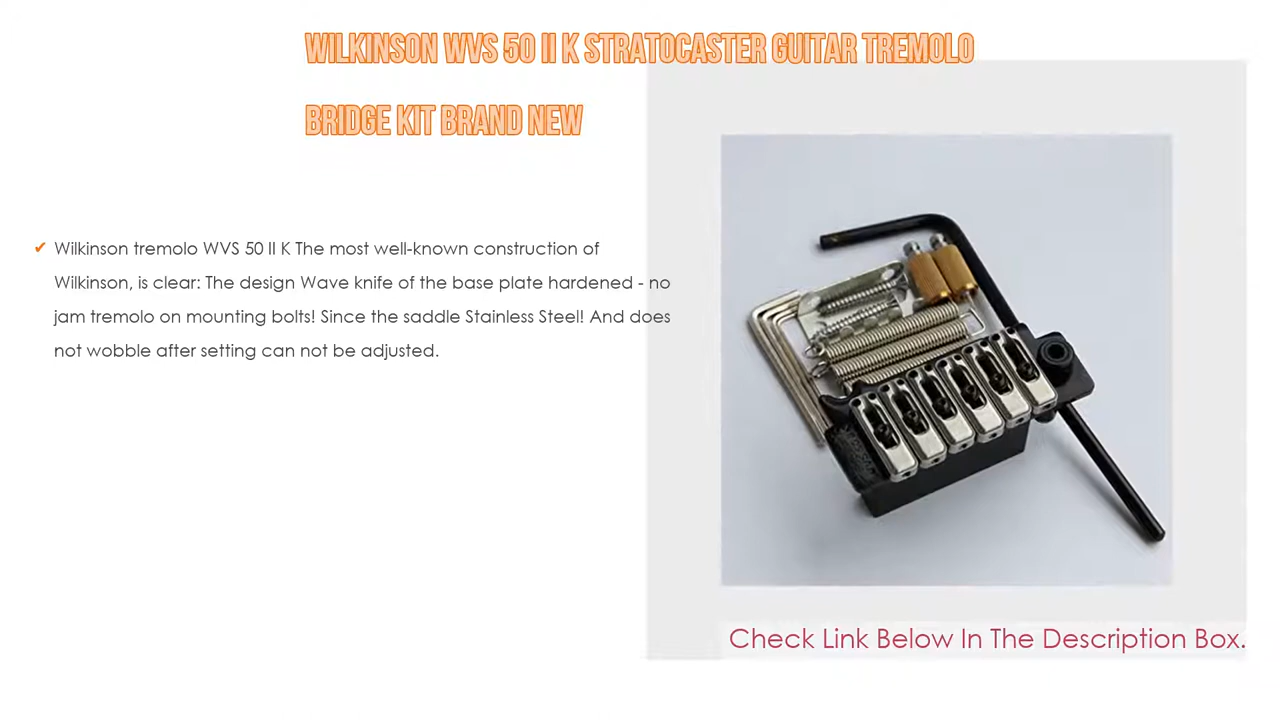 WILKINSON WVS 50 II K STRATOCASTER GUITAR TREMOLO
BRIDGE KIT BRAND NEW
✔ Wilkinson tremolo WVS 50 II K The most well-known construction of
Wilkinson, is clear: The design Wave knife of the base plate hardened - no
jam tremolo on mounting bolts! Since the saddle Stainless Steel! And does
not wobble after setting can not be adjusted.
Check Link Below In The Description Box.